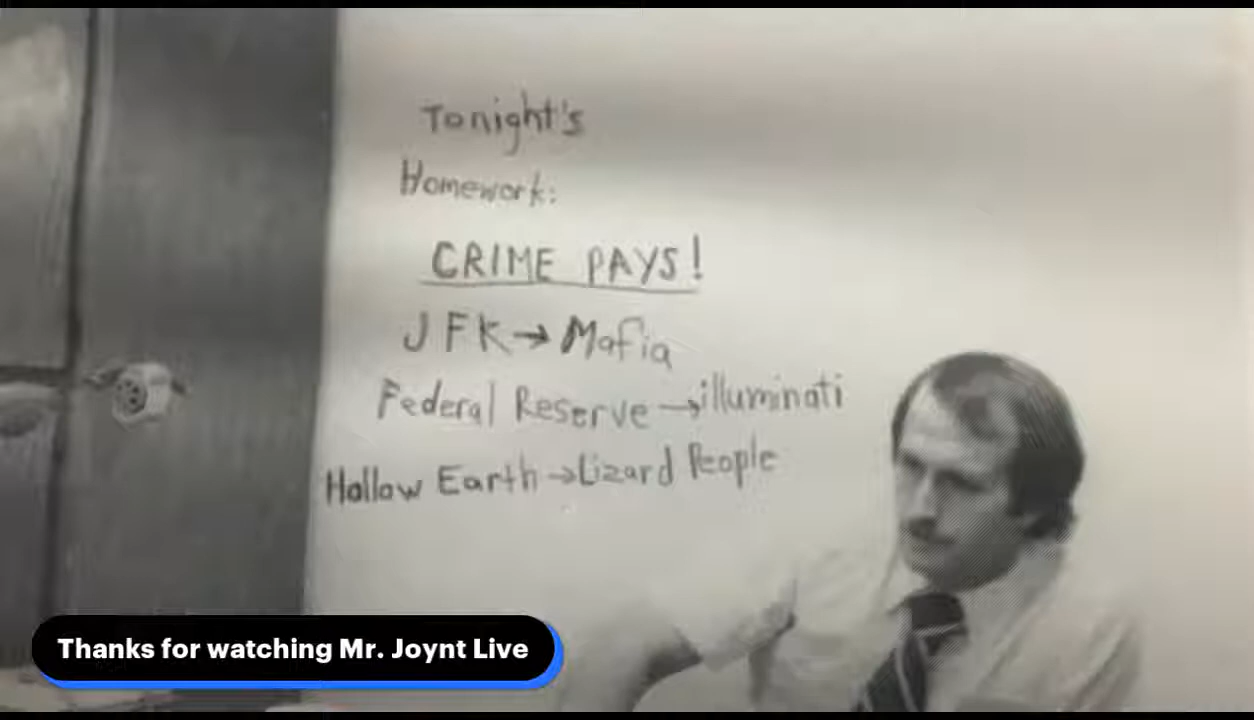 Tonight's
Homework:
CRIME PAYS!
JFK→Mafia
Federal Reserve→illuminati
Hollow Earth→Lizard People
Thanks for watching Mr. Joynt Live